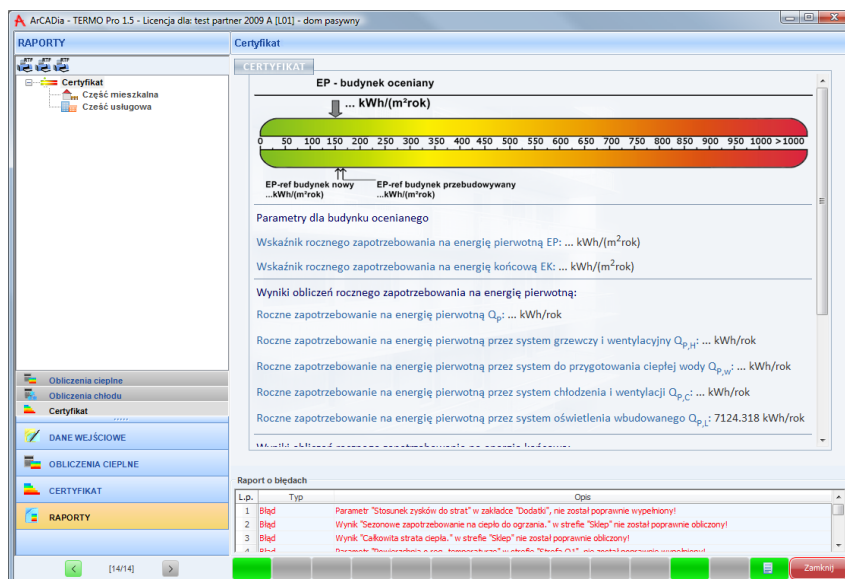 ArCADia - TERMO Pro 1.5 - Licencja dla: test partner 2009 A [L01] - dom pasywny
RAPORTY
Certyfikat
Część mieszkalna
Cześć usługowa
Obliczenia cieplne
Obliczenia chłodu
Certyfikat
DANE WEJŚCIOWE
OBLICZENIA CIEPLNE
CERTYFIKAT
RAPORTY
[14/14]
Certyfikat
CERTYFIKAT
EP - budynek oceniany
... kWh/(m²rok)
0 50 100 150 200 250 300 350 400 450 500 550 600 650 700 750 800 850 900 950 1000 >1000
EP-ref budynek nowy EP-ref budynek przebudowywany
...kWh/(m²rok) ...kWh/(m²rok)
Parametry dla budynku ocenianego
Wskaźnik rocznego zapotrzebowania na energię pierwotną EP: ... kWh/(m²rok)
Wskaźnik rocznego zapotrzebowania na energię końcową EK: ... kWh/(m²rok)
Wyniki obliczeń rocznego zapotrzebowania na energię pierwotną:
Roczne zapotrzebowanie na energię pierwotną Qp: ... kWh/rok
Roczne zapotrzebowanie na energię pierwotną przez system grzewczy i wentylacyjny QP,H: ... kWh/rok
Roczne zapotrzebowanie na energię pierwotną przez system do przygotowania ciepłej wody QP,W: ... kWh/rok
Roczne zapotrzebowanie na energię pierwotną przez system chłodzenia i wentylacji QP,C: ... kWh/rok
Roczne zapotrzebowanie na energię pierwotną przez system oświetlenia wbudowanego QP,L: 7124.318 kWh/rok
Raport o błędach
L.p. Typ Opis
1 Błąd Parametr "Stosunek zysków do strat" w zakładce "Dodatki", nie został poprawnie wypełniony!
2 Błąd Wynik "Sezonowe zapotrzebowanie na ciepło do ogrzania." w strefie "Sklep" nie został poprawnie obliczony!
3 Błąd Wynik "Całkowita strata ciepła." w strefie "Sklep" nie został poprawnie obliczony!
Zamknij